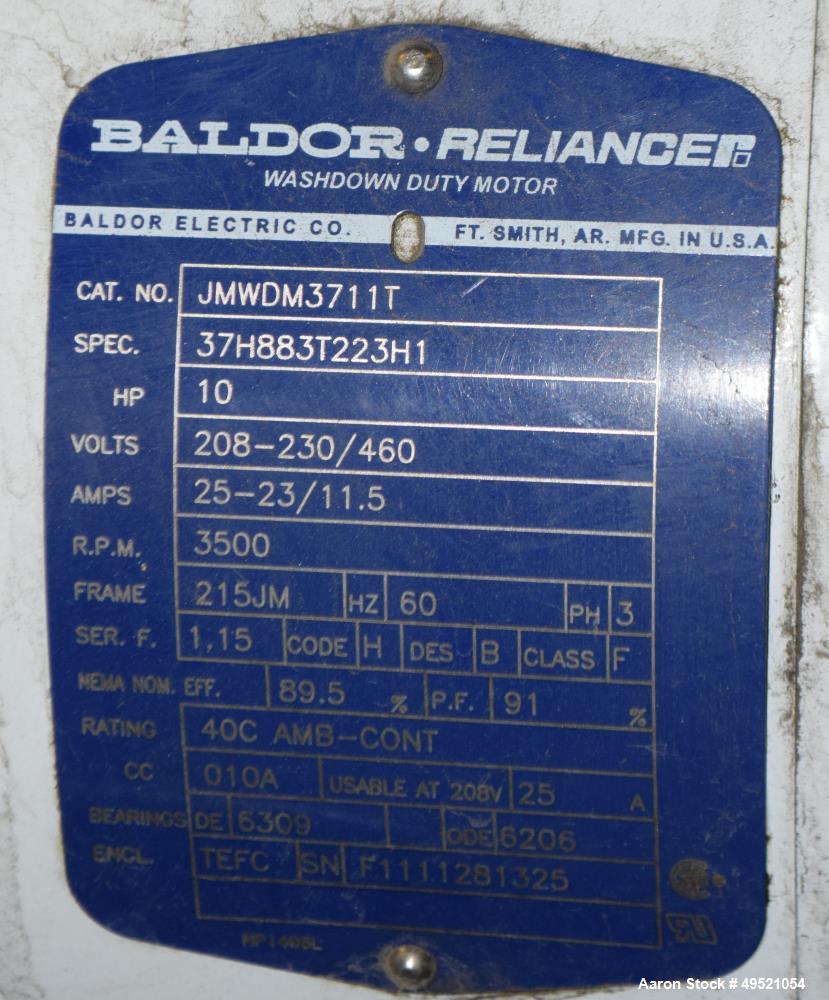 BALDOR • RELIANCER
WASHDOWN DUTY MOTOR
BALDOR ELECTRIC CO. FT. SMITH, AR. MFG. IN U.S.A.
CAT. NO. JMWDM3711T
SPEC. 37H883T223H1
HP 10
VOLTS 208-230/460
AMPS 25-23/11.5
R.P.M. 3500
FRAME 215JM HZ 60 PH 3
SER. F. 1.15 CODE H DES B CLASS F
NEMA NOM. EFF. 89.5 % P.F. 91 %
RATING 40C AMB-CONT
CC 010A USABLE AT 208V 25 A
BEARINGS DE 6309 ODE 6206
ENCL. TEFC SN F1111281325
Aaron Stock # 49521054